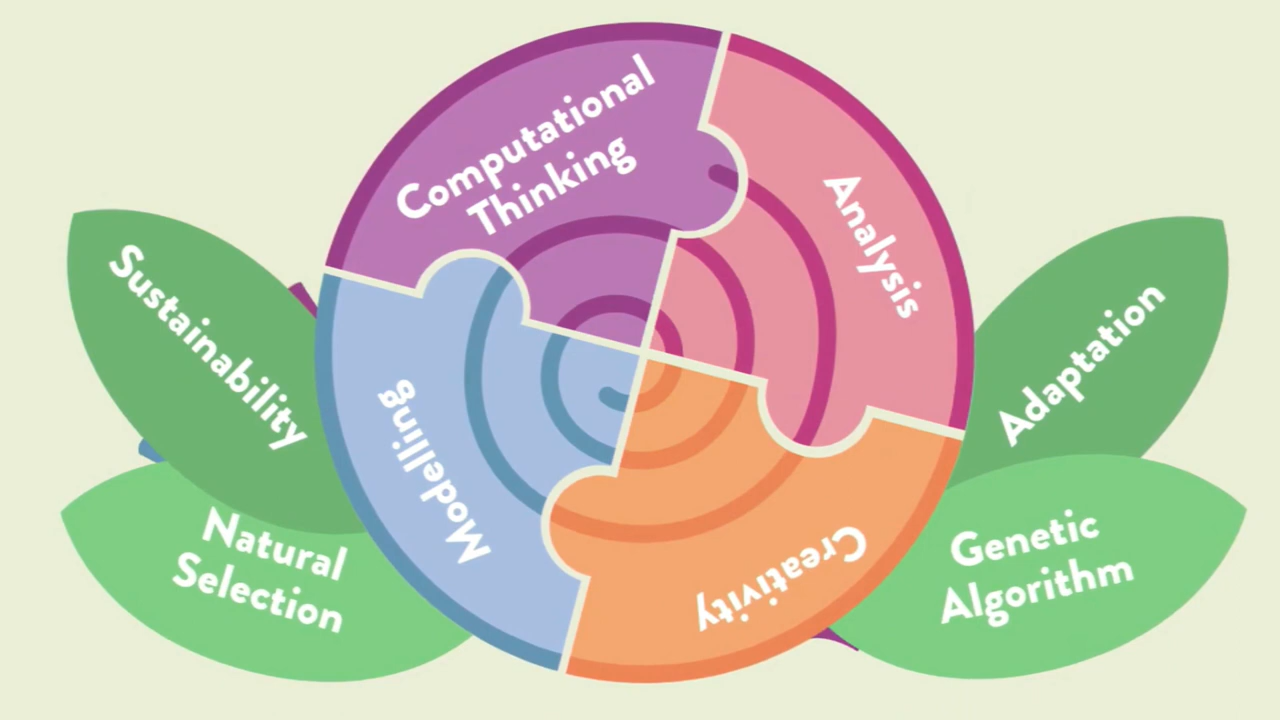 Computational
Thinking
Analysis
Sustainability
Adaptation
Modelling
Natural
Selection
Creativity
Genetic
Algorithm